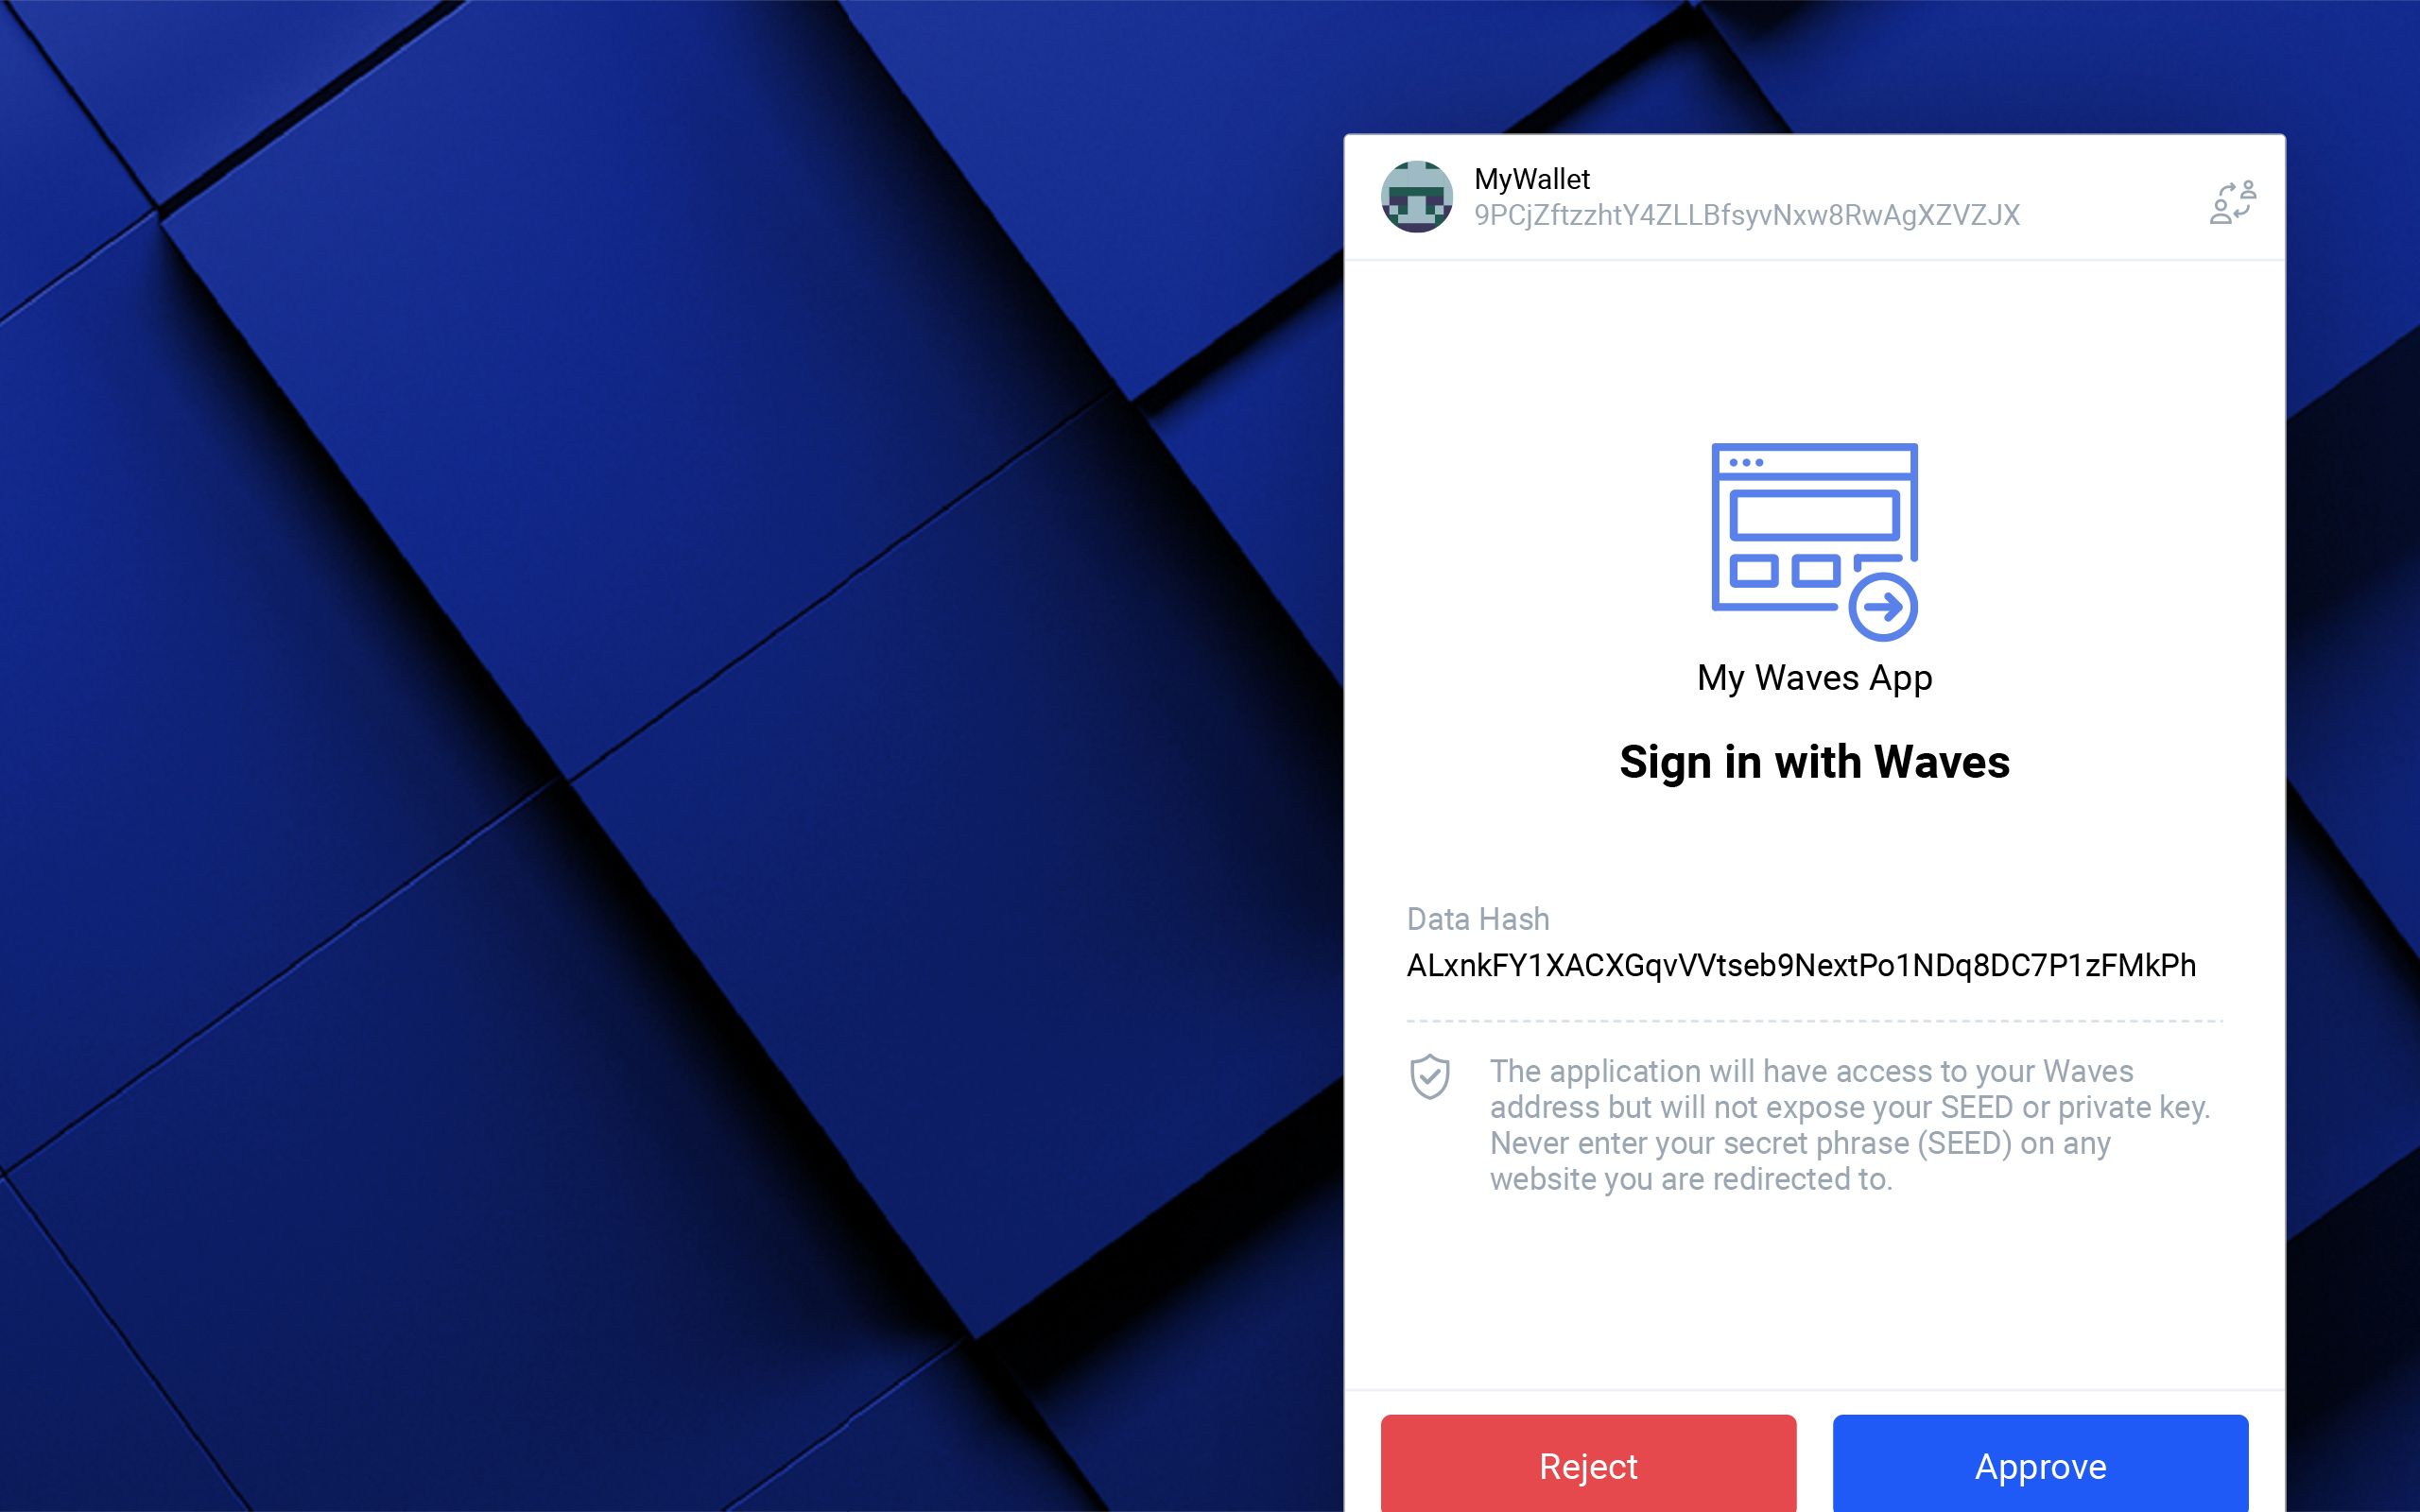 MyWallet
9PCjZftzzhtY4ZLLBfsyvNxw8RwAgXZVZJX
My Waves App
Sign in with Waves
Data Hash
ALxnkFY1XACXGqvVVtseb9NextPo1NDq8DC7P1zFMkPh
The application will have access to your Waves
address but will not expose your SEED or private key.
Never enter your secret phrase (SEED) on any
website you are redirected to.
Reject
Approve